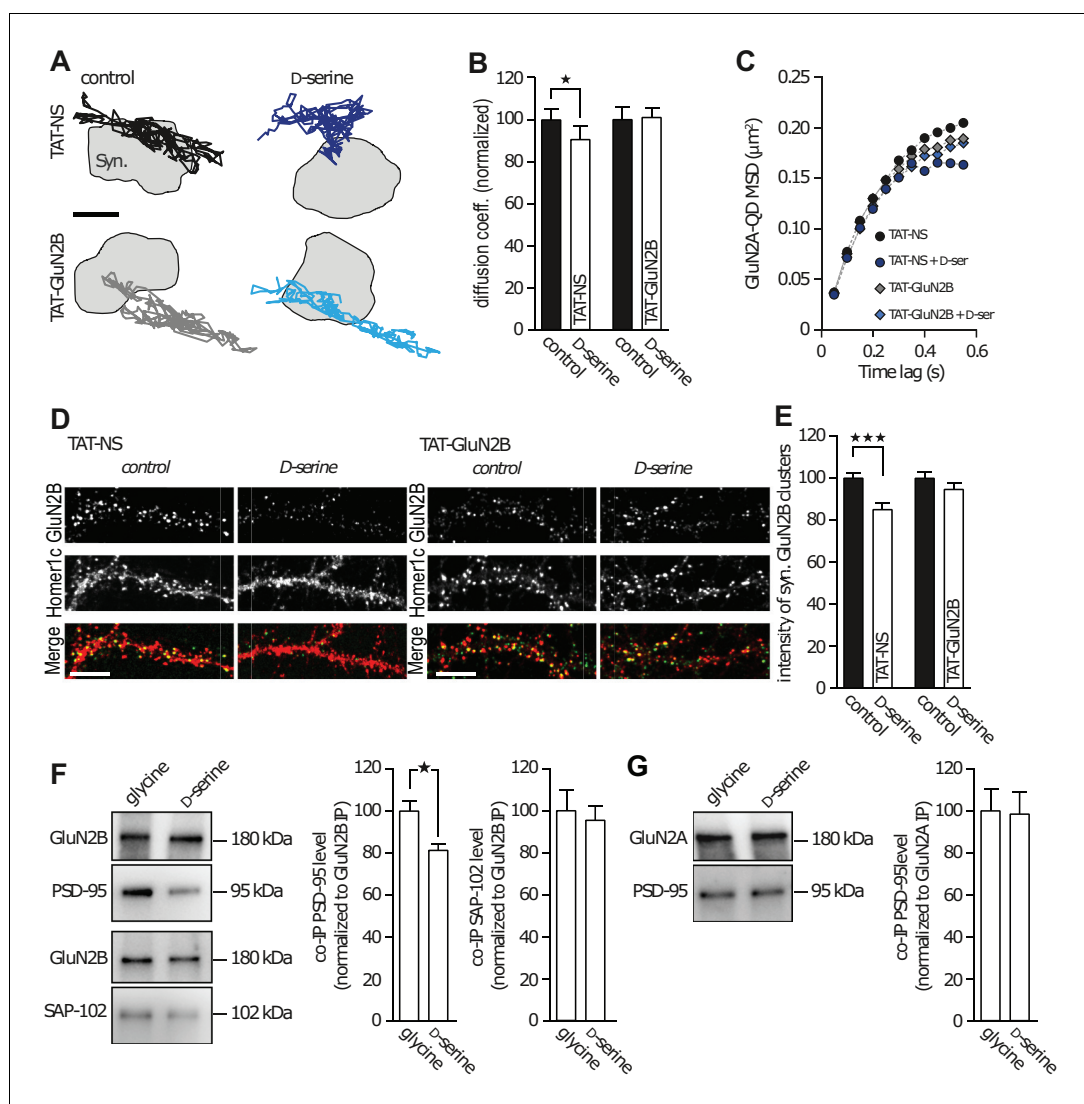 A
control
D-serine
TAT-NS
Syn.
TAT-GluN2B
B
diffusion coeff. (normalized)
120
100
80
60
40
20
0
★
TAT-NS
TAT-GluN2B
control
D-serine
control
D-serine
C
GluN2A-QD MSD (µm²)
0.25
0.20
0.15
0.10
0.05
0
0.2
0.4
0.6
Time lag (s)
TAT-NS
TAT-NS + D-ser
TAT-GluN2B
TAT-GluN2B + D-ser
D
TAT-NS
control
D-serine
TAT-GluN2B
control
D-serine
GluN2B
Homer1c
Merge
GluN2B
Homer1c
Merge
E
intensity of syn. GluN2B clusters
120
100
80
60
40
20
0
★★★
TAT-NS
TAT-GluN2B
control
D-serine
control
D-serine
F
glycine
D-serine
GluN2B
180 kDa
PSD-95
95 kDa
GluN2B
180 kDa
SAP-102
102 kDa
co-IP PSD-95 level
(normalized to GluN2B IP)
120
100
80
60
40
20
0
★
glycine
D-serine
co-IP SAP-102 level
(normalized to GluN2B IP)
120
100
80
60
40
20
0
glycine
D-serine
G
glycine
D-serine
GluN2A
180 kDa
PSD-95
95 kDa
co-IP PSD-95level
(normalized to GluN2A IP)
120
100
80
60
40
20
0
glycine
D-serine